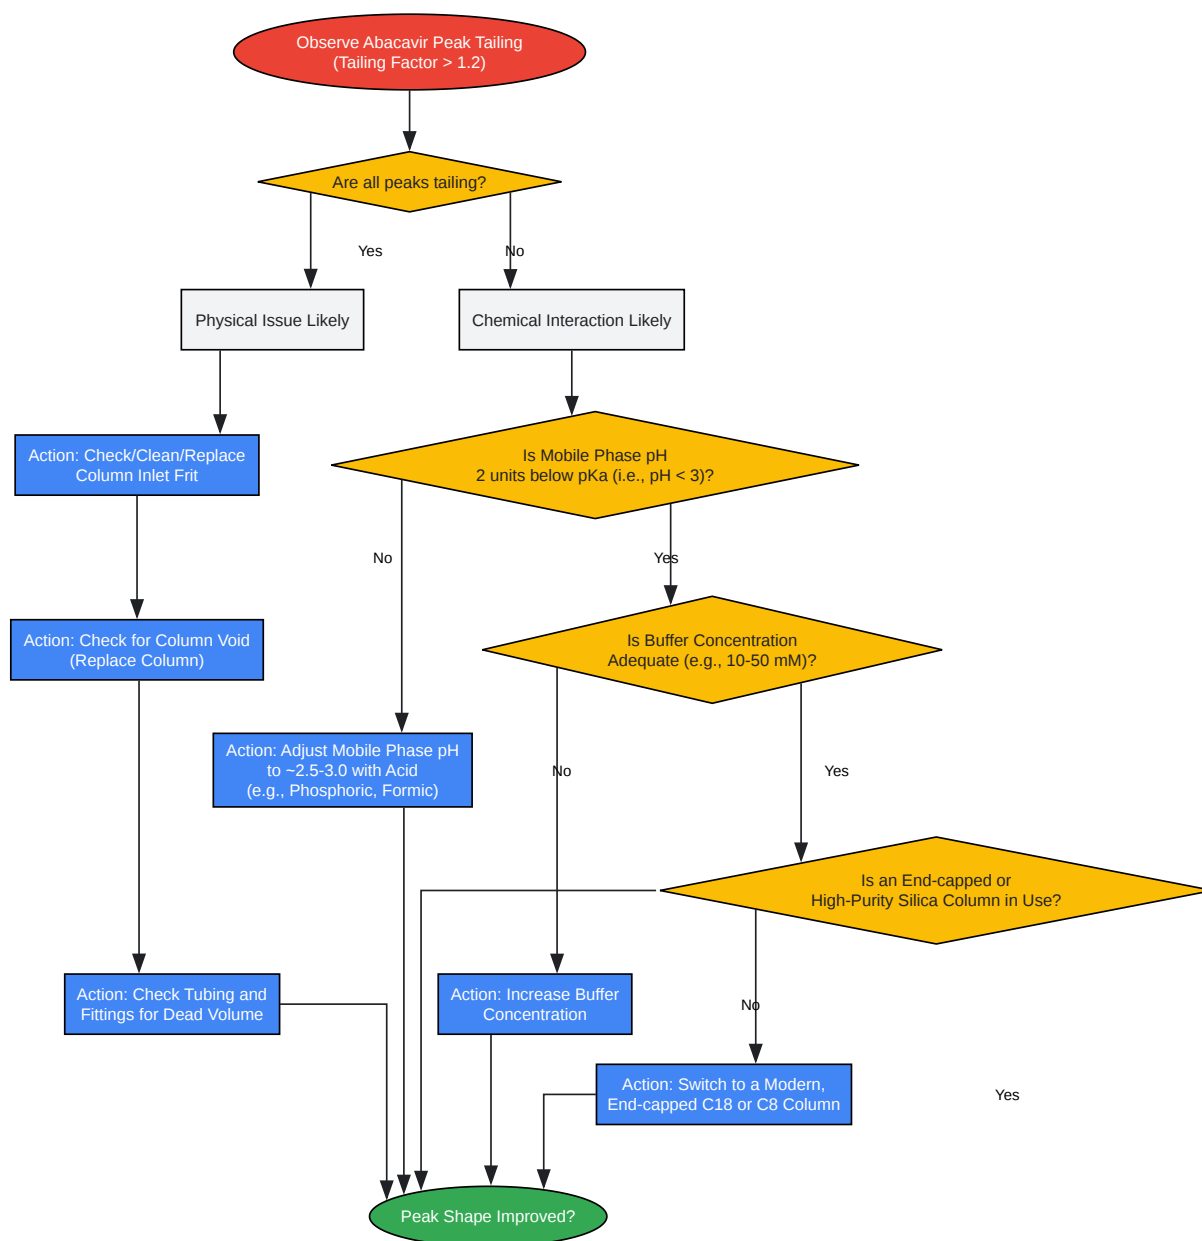 Observe Abacavir Peak Tailing
(Tailing Factor > 1.2)
Are all peaks tailing?
Yes
No
Physical Issue Likely
Chemical Interaction Likely
Action: Check/Clean/Replace
Column Inlet Frit
Is Mobile Phase pH
2 units below pKa (i.e., pH < 3)?
No
Yes
Action: Check for Column Void
(Replace Column)
Is Buffer Concentration
Adequate (e.g., 10-50 mM)?
Action: Adjust Mobile Phase pH
to ~2.5-3.0 with Acid
(e.g., Phosphoric, Formic)
No
Yes
Is an End-capped or
High-Purity Silica Column in Use?
Action: Check Tubing and
Fittings for Dead Volume
Action: Increase Buffer
Concentration
No
Action: Switch to a Modern,
End-capped C18 or C8 Column
Yes
Peak Shape Improved?